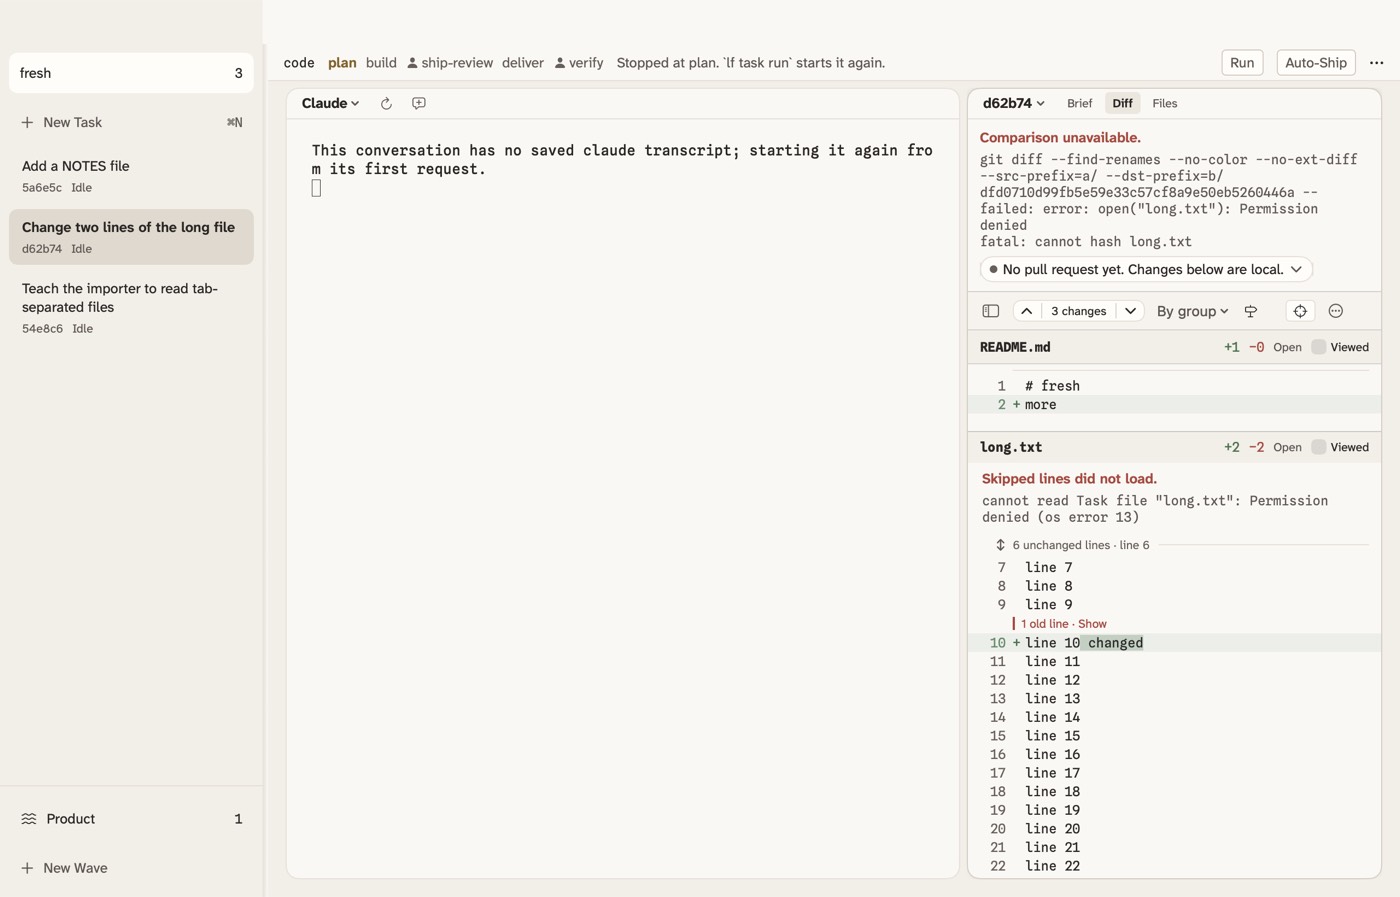 fresh 3
New Task ⌘N
Add a NOTES file
5a6e5c Idle
Change two lines of the long file
d62b74 Idle
Teach the importer to read tab-
separated files
54e8c6 Idle
Product 1
New Wave
code plan build ship-review deliver verify Stopped at plan. `lf task run` starts it again. Run Auto-Ship
Claude
This conversation has no saved claude transcript; starting it again fro
m its first request.
d62b74 Brief Diff Files
Comparison unavailable.
git diff --find-renames --no-color --no-ext-diff
--src-prefix=a/ --dst-prefix=b/
dfd0710d99fb5e59e33c57cf8a9e50eb5260446a --
failed: error: open("long.txt"): Permission
denied
fatal: cannot hash long.txt
No pull request yet. Changes below are local.
3 changes By group
README.md +1 −0 Open Viewed
1 # fresh
2 + more
long.txt +2 −2 Open Viewed
Skipped lines did not load.
cannot read Task file "long.txt": Permission
denied (os error 13)
6 unchanged lines · line 6
7 line 7
8 line 8
9 line 9
1 old line · Show
10 + line 10 changed
11 line 11
12 line 12
13 line 13
14 line 14
15 line 15
16 line 16
17 line 17
18 line 18
19 line 19
20 line 20
21 line 21
22 line 22